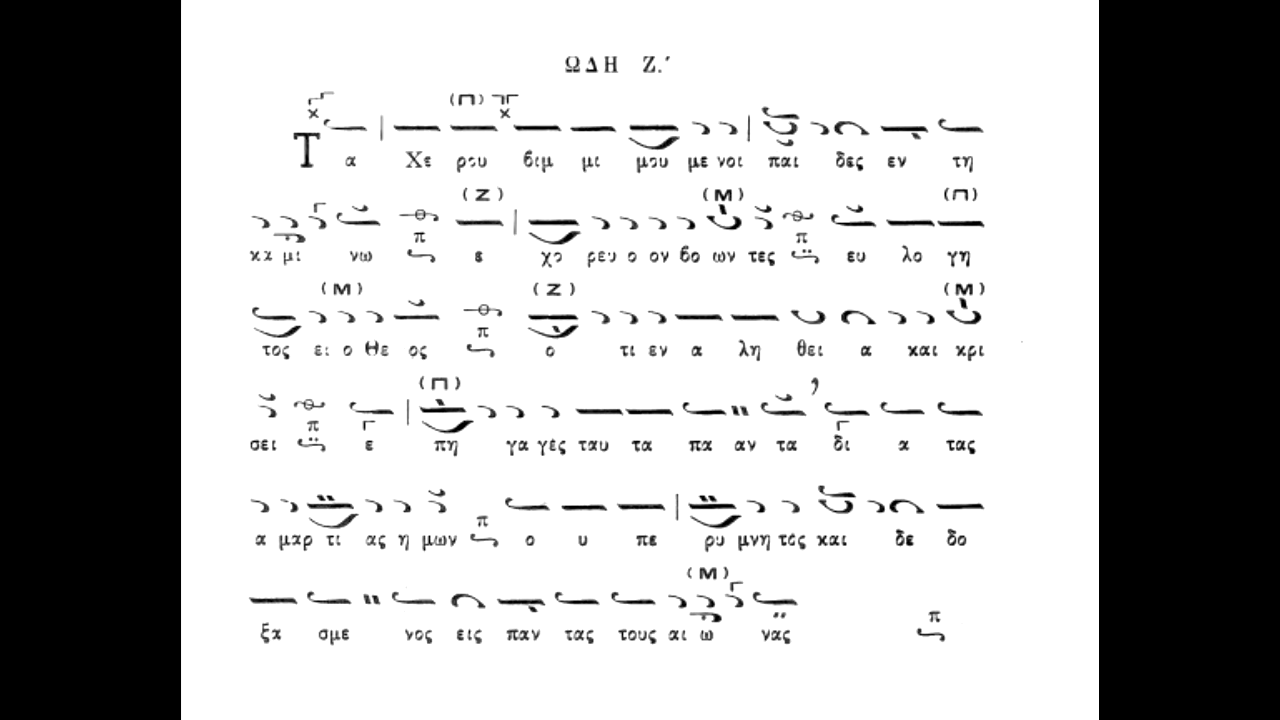 ΩΔΗ Ζ.΄
Τα Χε ρου βιμ μι μου με νοι παι δες εν τη
κα μι νω π ε χο ρευ ο ον βο ων τες π ευ λο γη
τος ει ο Θε ος π ο τι εν α λη θει α και κρι
σει π ε πη γα γες ταυ τα πα αν τα δι α τας
α μαρ τι ας η μων π ο υ πε ρυ μνη τος και δε δο
ξα σμε νος εις παν τας τους αι ω νας π